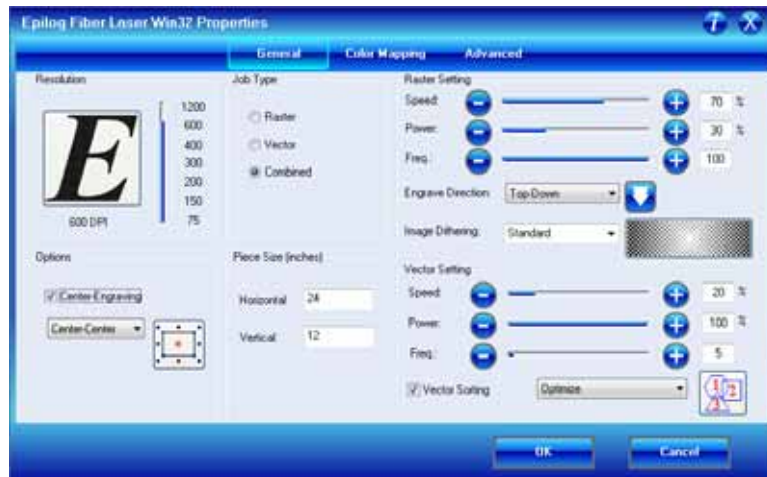 Epilog Fiber Laser Win32 Properties
General Color Mapping Advanced
Resolution
E
1200
600
400
300
200
150
75
600 DPI
Job Type
Raster
Vector
Combined
Raster Setting
Speed: 70 %
Power: 30 %
Freq.: 100
Engrave Direction: Top-Down
Image Dithering: Standard
Options
Center-Engraving
Center-Center
Piece Size (inches)
Horizontal 24
Vertical 12
Vector Setting
Speed: 20 %
Power: 100 %
Freq.: 5
Vector Sorting Optimize
1 2
3
OK Cancel